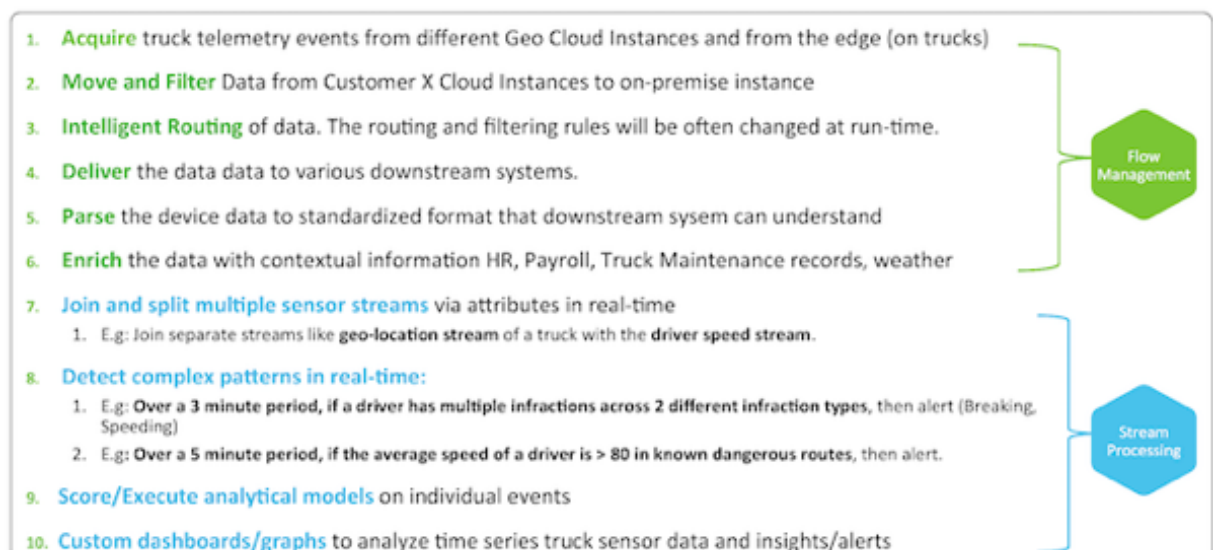 1. Acquire truck telemetry events from different Geo Cloud Instances and from the edge (on trucks)
2. Move and Filter Data from Customer X Cloud Instances to on-premise instance
3. Intelligent Routing of data. The routing and filtering rules will be often changed at run-time.
4. Deliver the data data to various downstream systems.
5. Parse the device data to standardized format that downstream sysem can understand
6. Enrich the data with contextual information HR, Payroll, Truck Maintenance records, weather
Flow
Management
7. Join and split multiple sensor streams via attributes in real-time
1. E.g: Join separate streams like geo-location stream of a truck with the driver speed stream.
8. Detect complex patterns in real-time:
1. E.g: Over a 3 minute period, if a driver has multiple infractions across 2 different infraction types, then alert (Breaking,
Speeding)
2. E.g: Over a 5 minute period, if the average speed of a driver is > 80 in known dangerous routes, then alert.
9. Score/Execute analytical models on individual events
10. Custom dashboards/graphs to analyze time series truck sensor data and insights/alerts
Stream
Processing